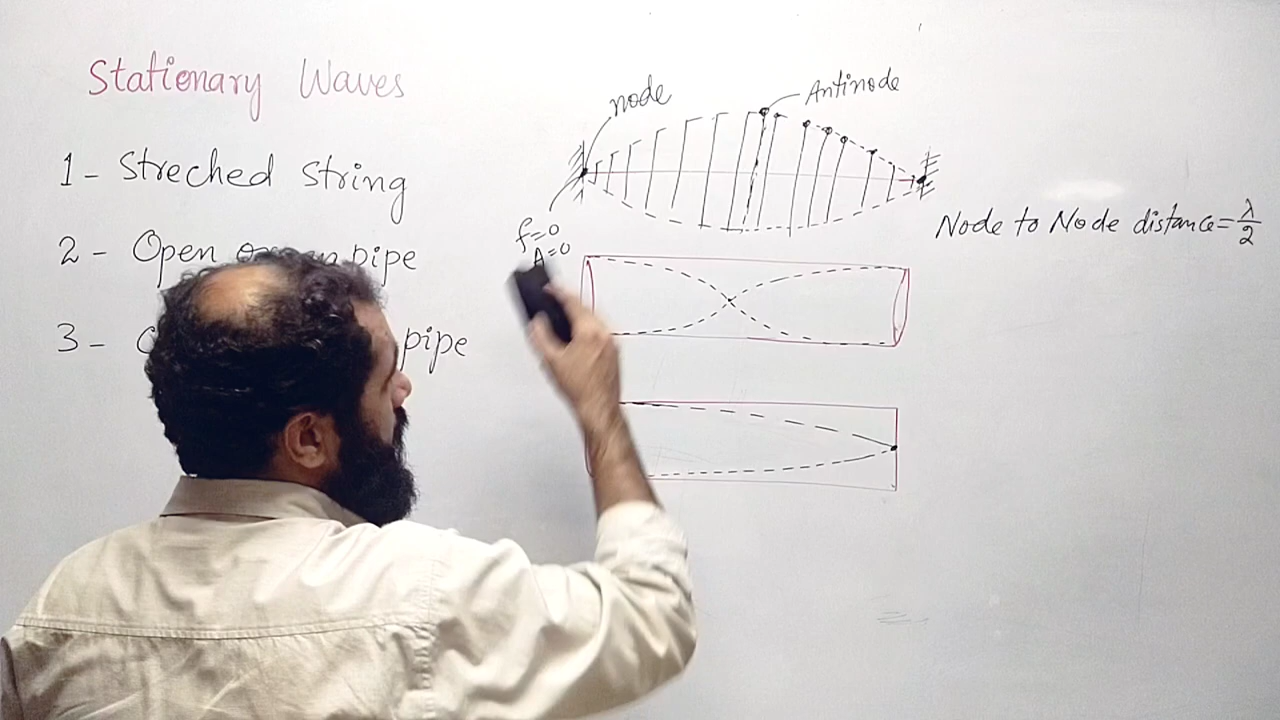 Stationary Waves
1- Streched string
2- Open pipe
3- pipe
node
Antinode
f=0
A=0
Node to Node distance=λ/2